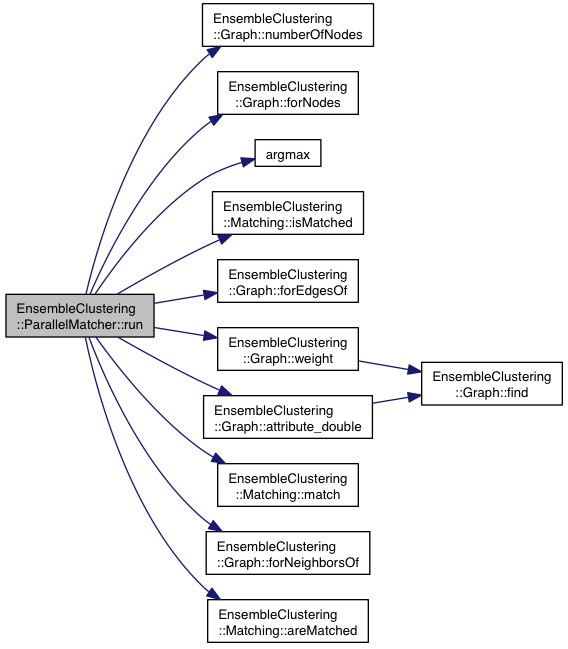 EnsembleClustering
::Graph::numberOfNodes
EnsembleClustering
::Graph::forNodes
argmax
EnsembleClustering
::Matching::isMatched
EnsembleClustering
::Graph::forEdgesOf
EnsembleClustering
::ParallelMatcher::run
EnsembleClustering
::Graph::weight
EnsembleClustering
::Graph::find
EnsembleClustering
::Graph::attribute_double
EnsembleClustering
::Matching::match
EnsembleClustering
::Graph::forNeighborsOf
EnsembleClustering
::Matching::areMatched